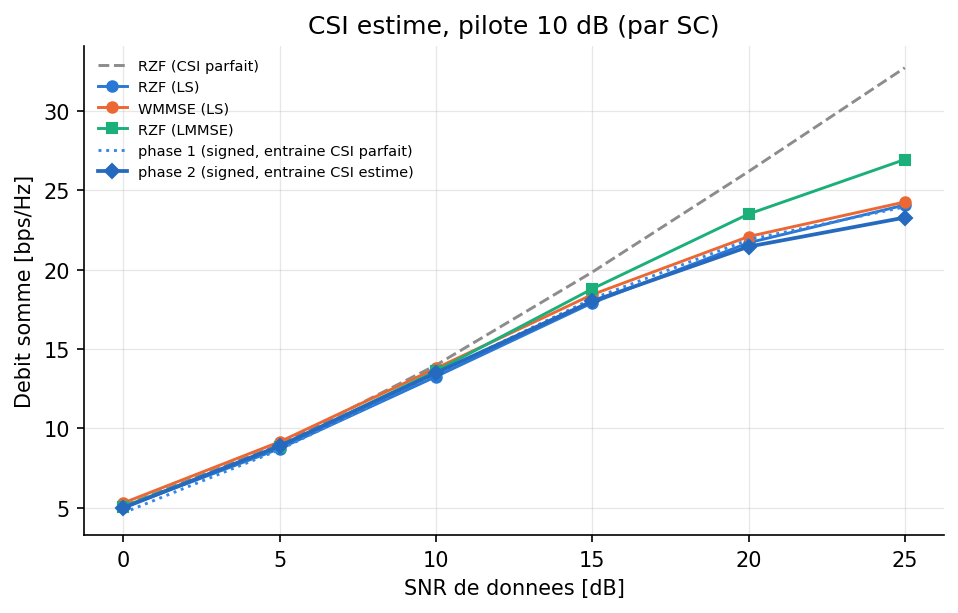 CSI estime, pilote 10 dB (par SC)
RZF (CSI parfait)
RZF (LS)
WMMSE (LS)
RZF (LMMSE)
phase 1 (signed, entraine CSI parfait)
phase 2 (signed, entraine CSI estime)
Debit somme [bps/Hz]
30
25
20
15
10
5
0 5 10 15 20 25
SNR de donnees [dB]